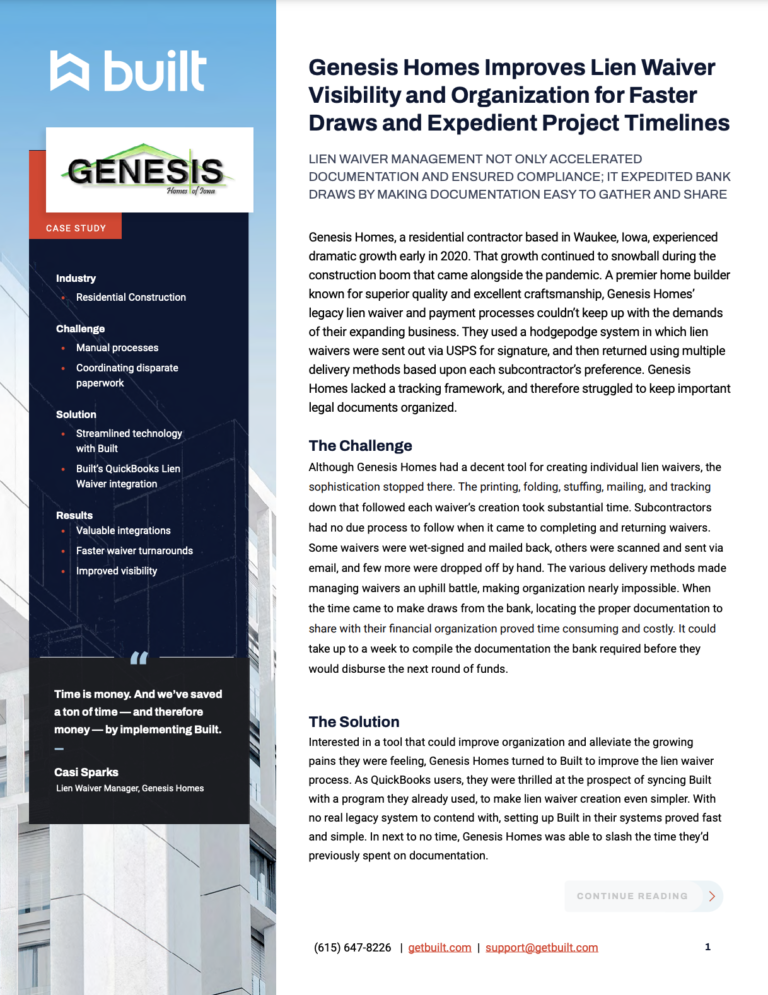 built
GENESIS
Homes of Iowa
CASE STUDY
Industry
• Residential Construction
Challenge
• Manual processes
• Coordinating disparate
paperwork
Solution
• Streamlined technology
with Built
• Built's QuickBooks Lien
Waiver integration
Results
• Valuable integrations
• Faster waiver turnarounds
• Improved visibility
“
Time is money. And we've saved
a ton of time — and therefore
money — by implementing Built.
—
Casi Sparks
Lien Waiver Manager, Genesis Homes
Genesis Homes Improves Lien Waiver
Visibility and Organization for Faster
Draws and Expedient Project Timelines
LIEN WAIVER MANAGEMENT NOT ONLY ACCELERATED
DOCUMENTATION AND ENSURED COMPLIANCE; IT EXPEDITED BANK
DRAWS BY MAKING DOCUMENTATION EASY TO GATHER AND SHARE
Genesis Homes, a residential contractor based in Waukee, Iowa, experienced
dramatic growth early in 2020. That growth continued to snowball during the
construction boom that came alongside the pandemic. A premier home builder
known for superior quality and excellent craftsmanship, Genesis Homes'
legacy lien waiver and payment processes couldn't keep up with the demands
of their expanding business. They used a hodgepodge system in which lien
waivers were sent out via USPS for signature, and then returned using multiple
delivery methods based upon each subcontractor's preference. Genesis
Homes lacked a tracking framework, and therefore struggled to keep important
legal documents organized.
The Challenge
Although Genesis Homes had a decent tool for creating individual lien waivers, the
sophistication stopped there. The printing, folding, stuffing, mailing, and tracking
down that followed each waiver's creation took substantial time. Subcontractors
had no due process to follow when it came to completing and returning waivers.
Some waivers were wet-signed and mailed back, others were scanned and sent via
email, and few more were dropped off by hand. The various delivery methods made
managing waivers an uphill battle, making organization nearly impossible. When
the time came to make draws from the bank, locating the proper documentation to
share with their financial organization proved time consuming and costly. It could
take up to a week to compile the documentation the bank required before they
would disburse the next round of funds.
The Solution
Interested in a tool that could improve organization and alleviate the growing
pains they were feeling, Genesis Homes turned to Built to improve the lien waiver
process. As QuickBooks users, they were thrilled at the prospect of syncing Built
with a program they already used, to make lien waiver creation even simpler. With
no real legacy system to contend with, setting up Built in their systems proved fast
and simple. In next to no time, Genesis Homes was able to slash the time they'd
previously spent on documentation.
CONTINUE READING
(615) 647-8226 | getbuilt.com | support@getbuilt.com 1